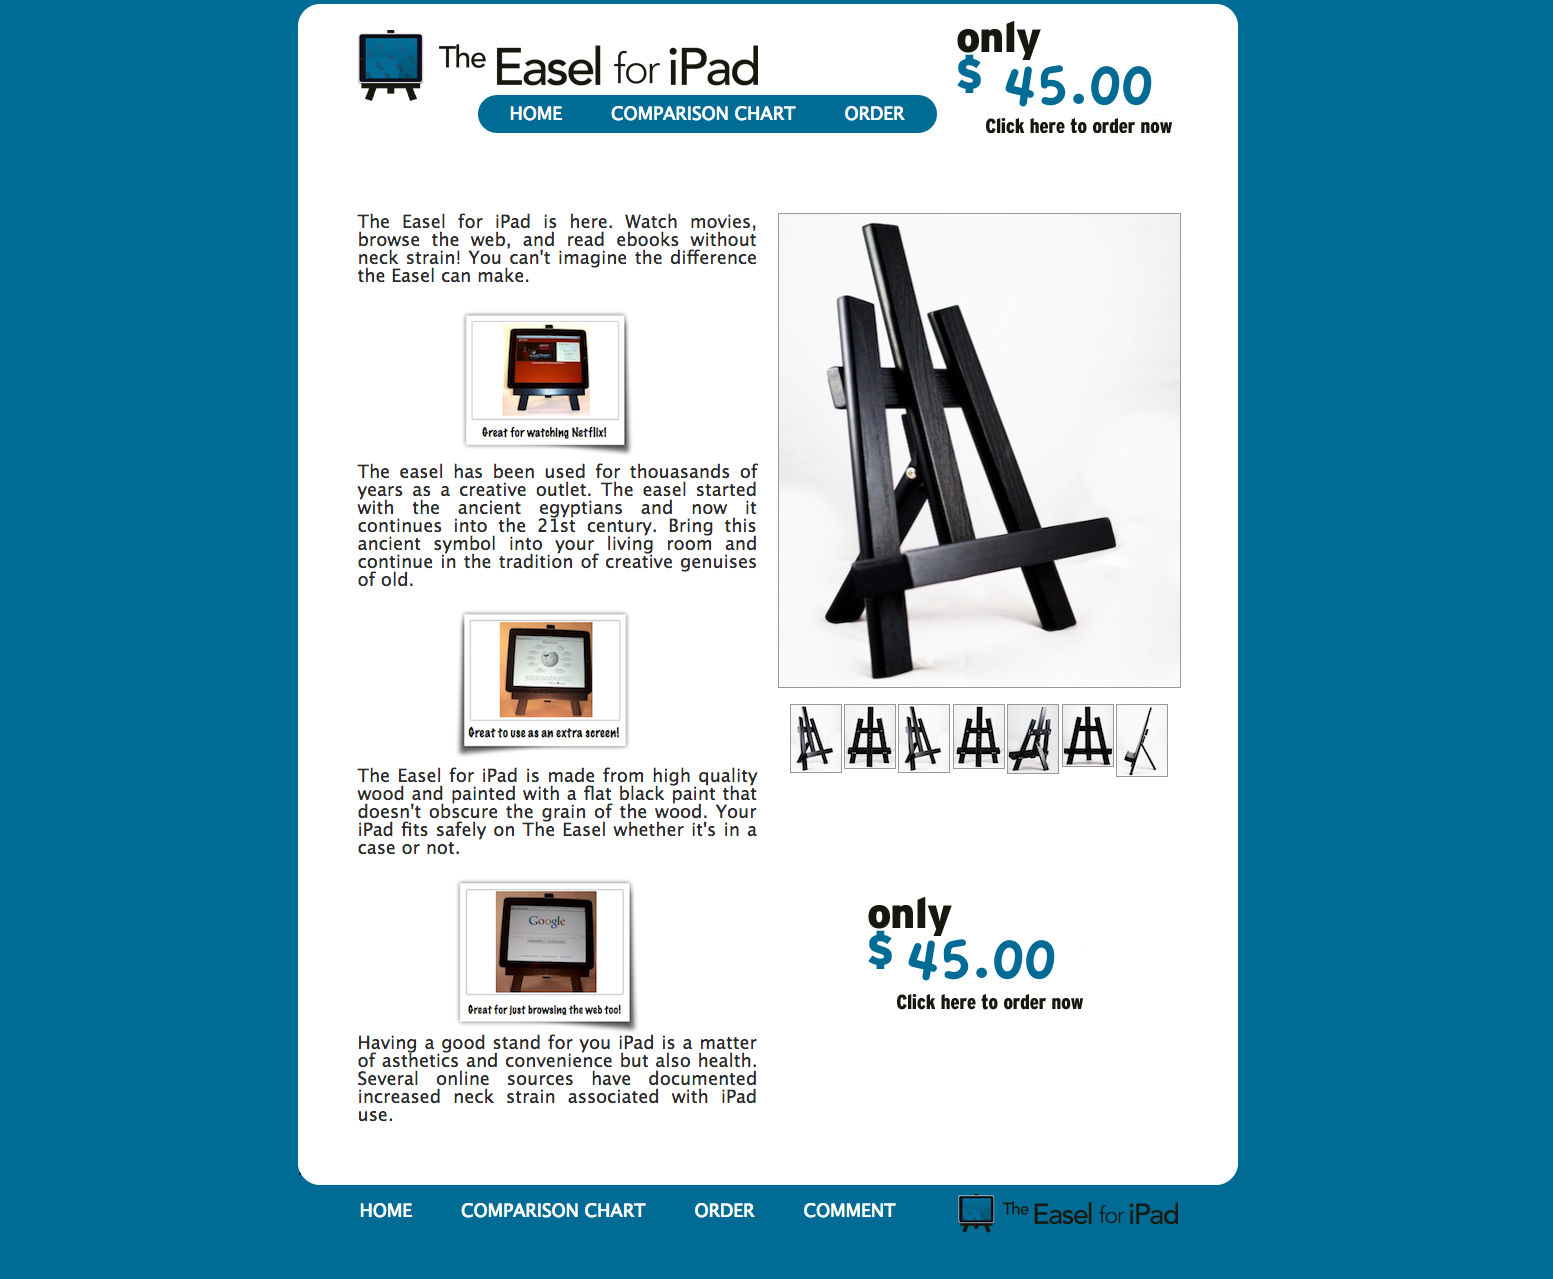 The Easel for iPad
only
$ 45.00
Click here to order now
HOME COMPARISON CHART ORDER
The Easel for iPad is here. Watch movies,
browse the web, and read ebooks without
neck strain! You can't imagine the difference
the Easel can make.
Great for watching Netflix!
The easel has been used for thouasands of
years as a creative outlet. The easel started
with the ancient egyptians and now it
continues into the 21st century. Bring this
ancient symbol into your living room and
continue in the tradition of creative genuises
of old.
Great to use as an extra screen!
The Easel for iPad is made from high quality
wood and painted with a flat black paint that
doesn't obscure the grain of the wood. Your
iPad fits safely on The Easel whether it's in a
case or not.
Google
Great for just browsing the web too!
Having a good stand for you iPad is a matter
of asthetics and convenience but also health.
Several online sources have documented
increased neck strain associated with iPad
use.
only
$ 45.00
Click here to order now
HOME COMPARISON CHART ORDER COMMENT
The Easel for iPad